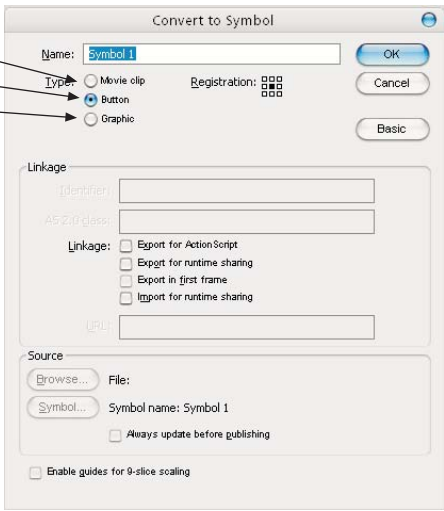 Convert to Symbol
Name: Symbol 1
OK
Type: Movie clip
Registration:
Cancel
Button
Graphic
Basic
Linkage
Identifier:
AS 2.0 class:
Linkage: Export for ActionScript
Export for runtime sharing
Export in first frame
Import for runtime sharing
URL:
Source
Browse... File:
Symbol... Symbol name: Symbol 1
Always update before publishing
Enable guides for 9-slice scaling